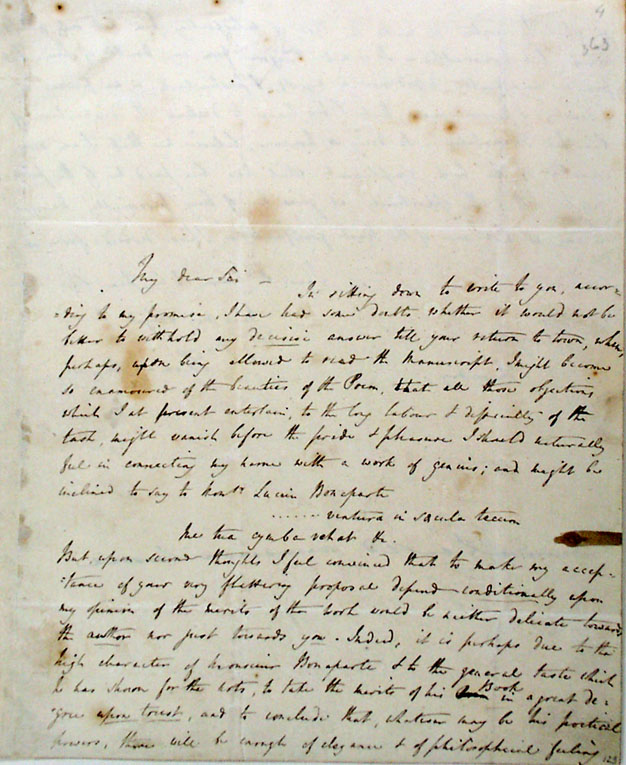 4
363
My dear Sir - In sitting down to write to you, accor-
=ding to my promise, I have had some doubts, whether it would not be
better to withhold any decisive answer till your return to town, when,
perhaps, upon being allowed to read the Manuscript, I might become
so enamoured of the beauties of the Poem, that all those objections
which I at present entertain, to the long labour & difficulty of the
task, might vanish before the pride & pleasure I should naturally
feel in connecting my name with a work of genius; and might be
inclined to say to Monsr. Lucien Bonaparte
...... ventura in sæcula tecum
Me tua cymba vehat &c.
But, upon second thoughts I feel convinced that to make my accep-
=tance of your very flattering proposal depend conditionally upon
my opinion of the merits of the work would be neither delicate towards
the author nor just towards you. Indeed, it is perhaps due to the
high character of Monsieur Bonaparte & to the general taste which
he has shown for the arts, to take the merits of his Book in a great de-
=gree upon trust, and to conclude that, whatever may be his poetical
powers, there will be enough of elegance & of philosophical feeling
123